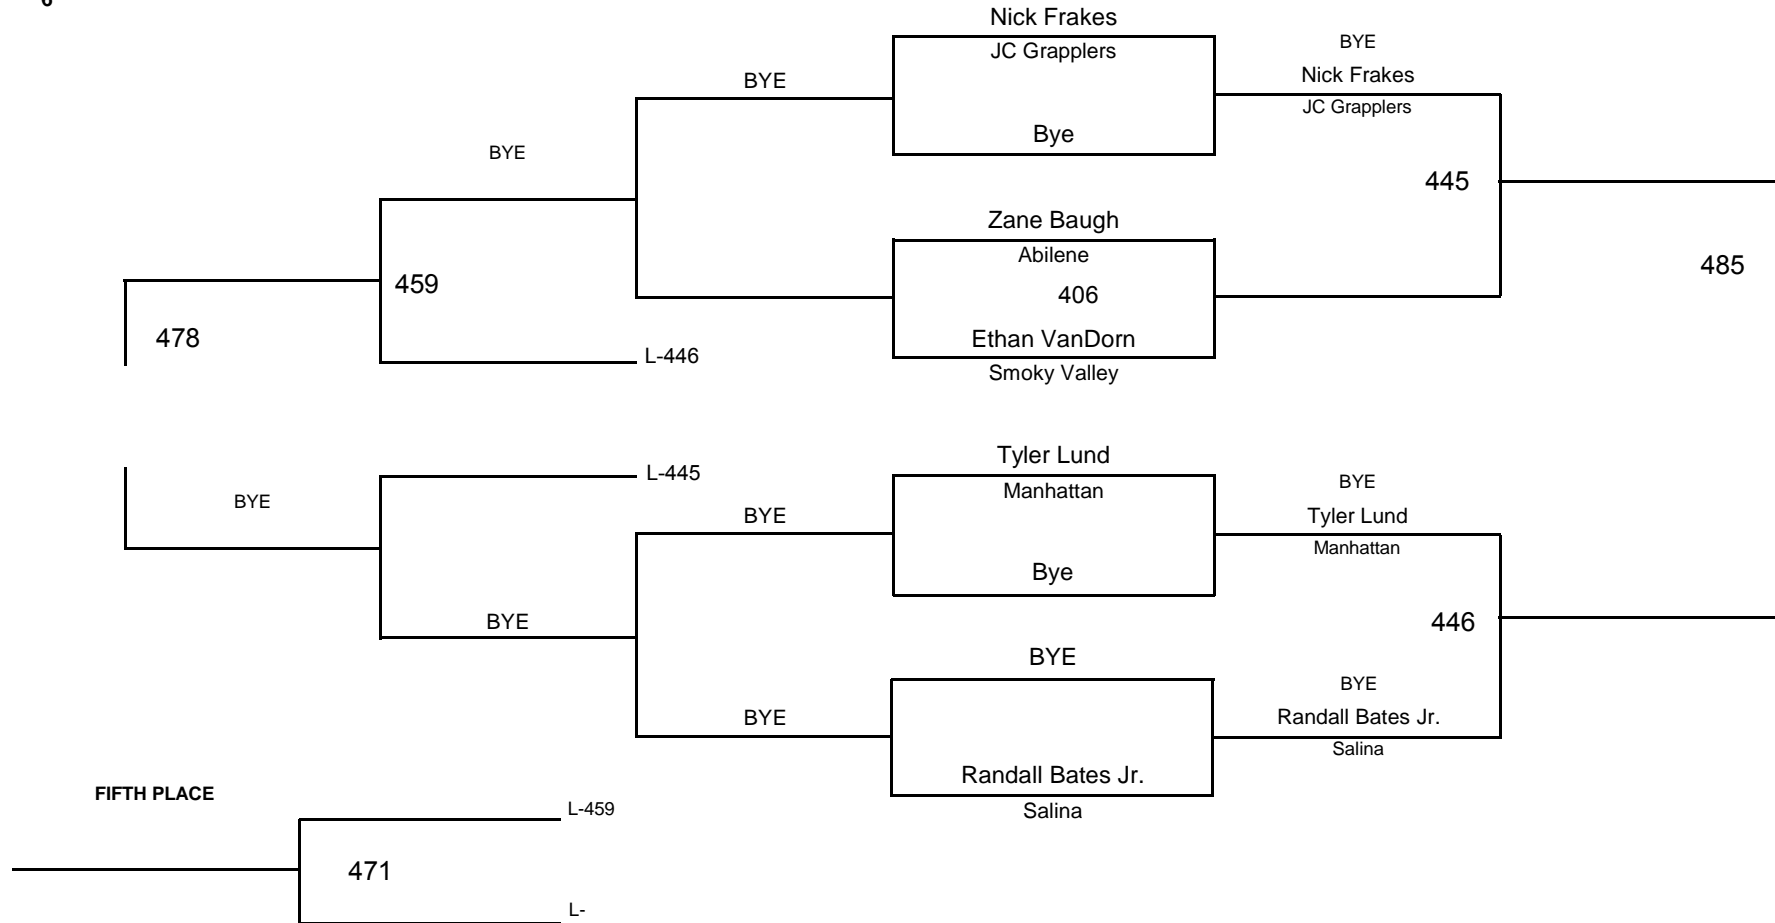 6
Nick Frakes
JC Grapplers
BYE
Nick Frakes
JC Grapplers
BYE
Bye
BYE
445
Zane Baugh
Abilene
485
459
406
478
Ethan VanDorn
L-446
Smoky Valley
Tyler Lund
L-445
Manhattan
BYE
BYE
BYE
Tyler Lund
Manhattan
Bye
BYE
446
BYE
BYE
BYE
Randall Bates Jr.
Salina
Randall Bates Jr.
Salina
FIFTH PLACE
L-459
471
L-